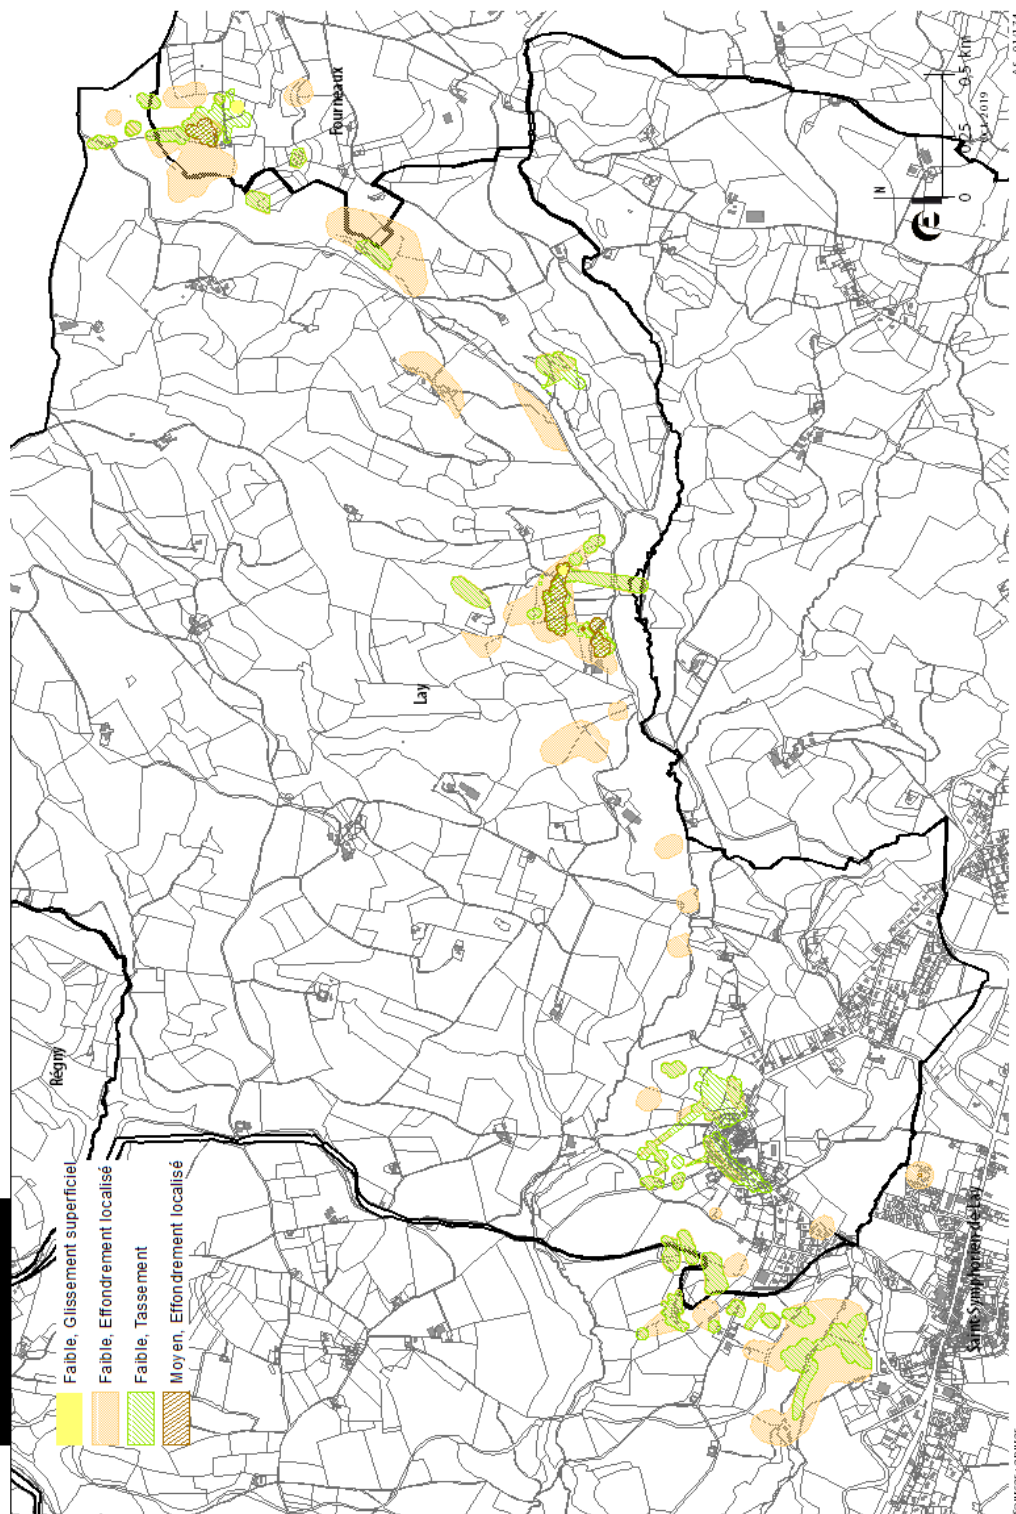 Faible, Glissement superficiel
Faible, Effondrement localisé
Faible, Tassement
Moyen, Effondrement localisé
Régny
Lay
Fourneaux
Saint-Symphorien-de-Lay
N
0 0,25 0,5 km